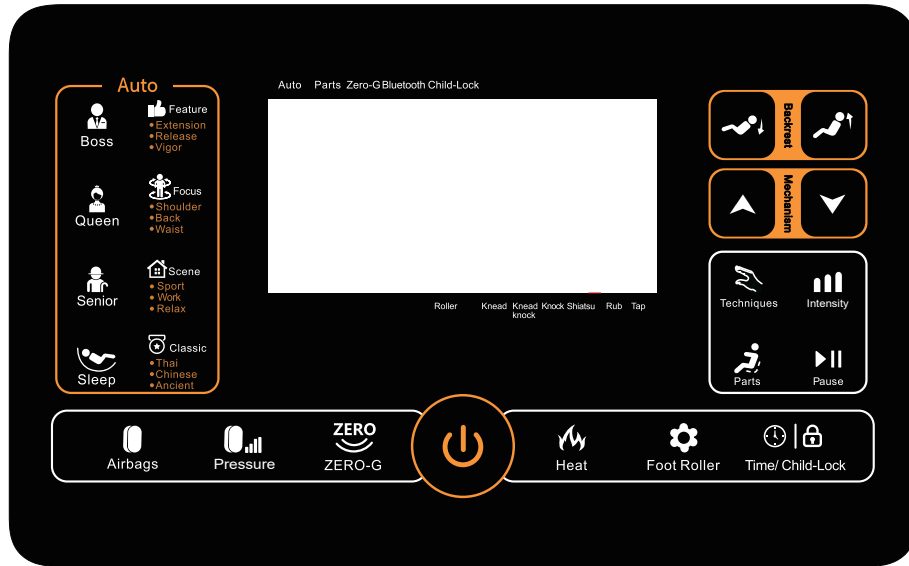 Auto
Boss
Feature
•Extension
•Release
•Vigor
Queen
Focus
•Shoulder
•Back
•Waist
Senior
Scene
•Sport
•Work
•Relax
Sleep
Classic
•Thai
•Chinese
•Ancient
Auto Parts Zero-G Bluetooth Child-Lock
Roller Knead Knead knock Knock Shiatsu Rub Tap
Backrest
Mechanism
Techniques Intensity
Parts Pause
Airbags Pressure
ZERO
ZERO-G
Heat Foot Roller Time/ Child-Lock